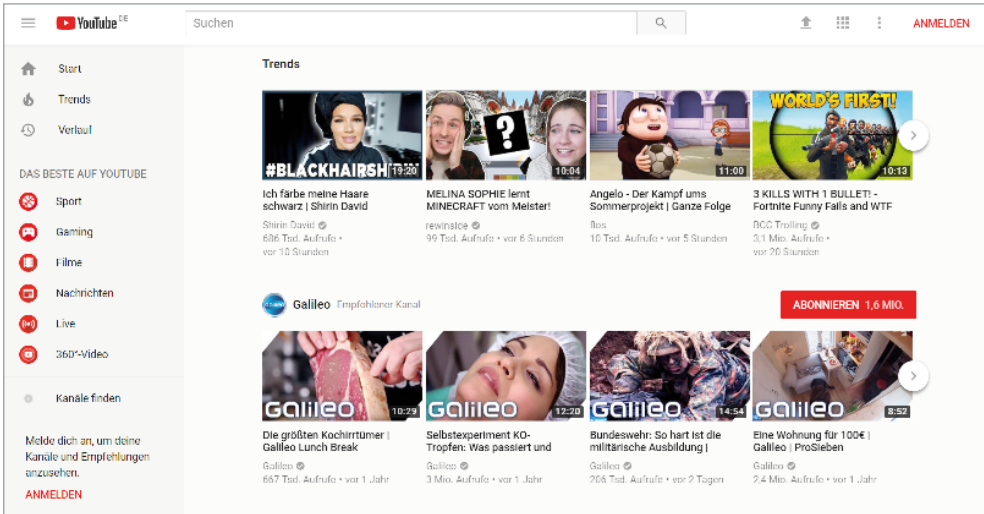 YouTube DE
Suchen
ANMELDEN
Start
Trends
Verlauf
DAS BESTE AUF YOUTUBE
Sport
Gaming
Filme
Nachrichten
Live
360°-Video
Kanäle finden
Melde dich an, um deine
Kanäle und Empfehlungen
anzusehen.
ANMELDEN
Trends
#BLACKHAIRSHIRIN
19:20
?
10:04
11:00
WORLD'S FIRST!
10:13
Ich färbe meine Haare
schwarz | Shirin David
Shirin David
686 Tsd. Aufrufe •
vor 10 Stunden
MELINA SOPHIE lernt
MINECRAFT vom Meister!
rewinside
99 Tsd. Aufrufe • vor 6 Stunden
Angelo - Der Kampf ums
Sommerprojekt | Ganze Folge
10 Tsd. Aufrufe • vor 5 Stunden
3 KILLS WITH 1 BULLET! -
Fortnite Funny Fails and WTF
BCC Trolling
3,1 Mio. Aufrufe •
vor 20 Stunden
Galileo Empfohlener Kanal
ABONNIEREN 1,6 MIO.
Galileo
10:29
Galileo
12:20
Galileo
14:54
Galileo
8:52
Die größten Kochirrtümer |
Galileo Lunch Break
Galileo
667 Tsd. Aufrufe • vor 1 Jahr
Selbstexperiment KO-
Tropfen: Was passiert und
Galileo
3 Mio. Aufrufe • vor 1 Jahr
Bundeswehr: So hart ist die
militärische Ausbildung |
Galileo
206 Tsd. Aufrufe • vor 2 Tagen
Eine Wohnung für 100€ |
Galileo | ProSieben
Galileo
2,4 Mio. Aufrufe • vor 1 Jahr